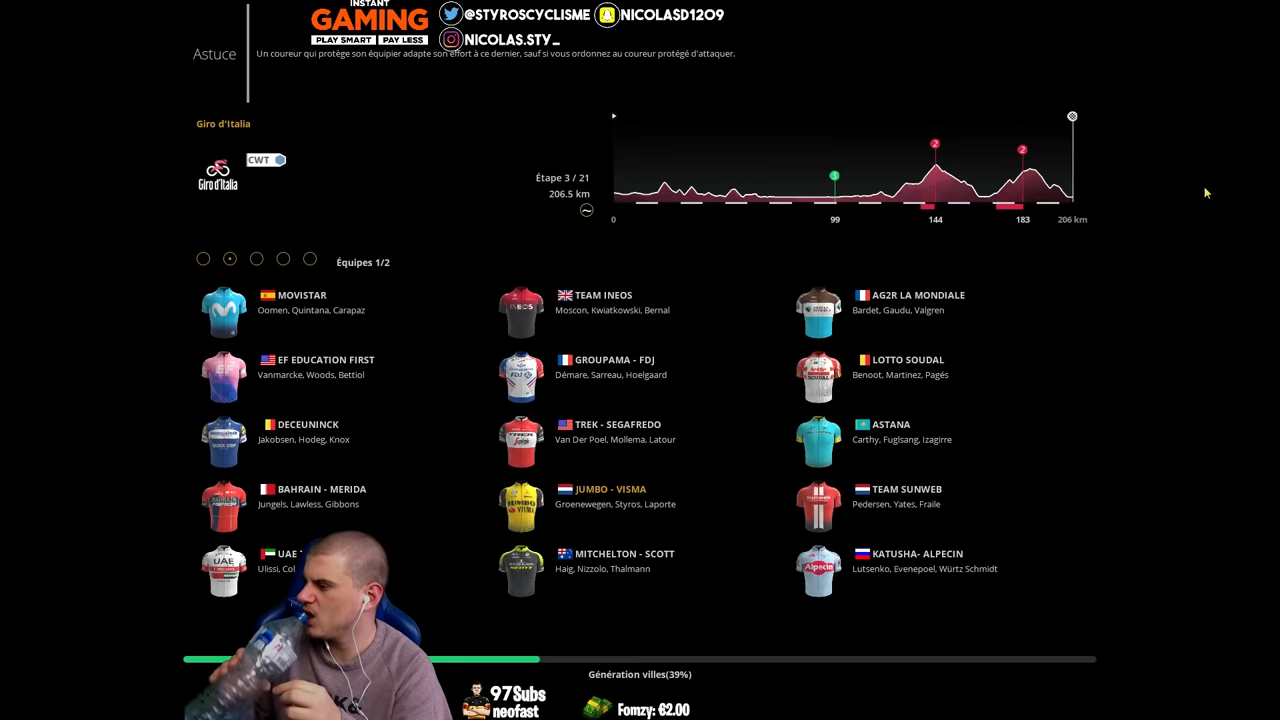 INSTANT
GAMING
PLAY SMART PAY LESS
@STYROSCYCLISME NICOLASD1209
NICOLAS.STY_
Astuce
Un coureur qui protège son équipier adapte son effort à ce dernier, sauf si vous ordonnez au coureur protégé d'attaquer.
Giro d'Italia
CWT
Giro d'Italia
Étape 3 / 21
206.5 km
S 2 2
0 99 144 183 206 km
Équipes 1/2
MOVISTAR
Oomen, Quintana, Carapaz
TEAM INEOS
Moscon, Kwiatkowski, Bernal
AG2R LA MONDIALE
Bardet, Gaudu, Valgren
EF EDUCATION FIRST
Vanmarcke, Woods, Bettiol
GROUPAMA - FDJ
Démare, Sarreau, Hoelgaard
LOTTO SOUDAL
Benoot, Martinez, Pagés
DECEUNINCK
Jakobsen, Hodeg, Knox
TREK - SEGAFREDO
Van Der Poel, Mollema, Latour
ASTANA
Carthy, Fuglsang, Izagirre
BAHRAIN - MERIDA
Jungels, Lawless, Gibbons
JUMBO - VISMA
Groenewegen, Styros, Laporte
TEAM SUNWEB
Pedersen, Yates, Fraile
UAE
Ulissi, Col
MITCHELTON - SCOTT
Haig, Nizzolo, Thalmann
KATUSHA- ALPECIN
Lutsenko, Evenepoel, Würtz Schmidt
Génération villes(39%)
97Subs
neofast
Fomzy: €2.00